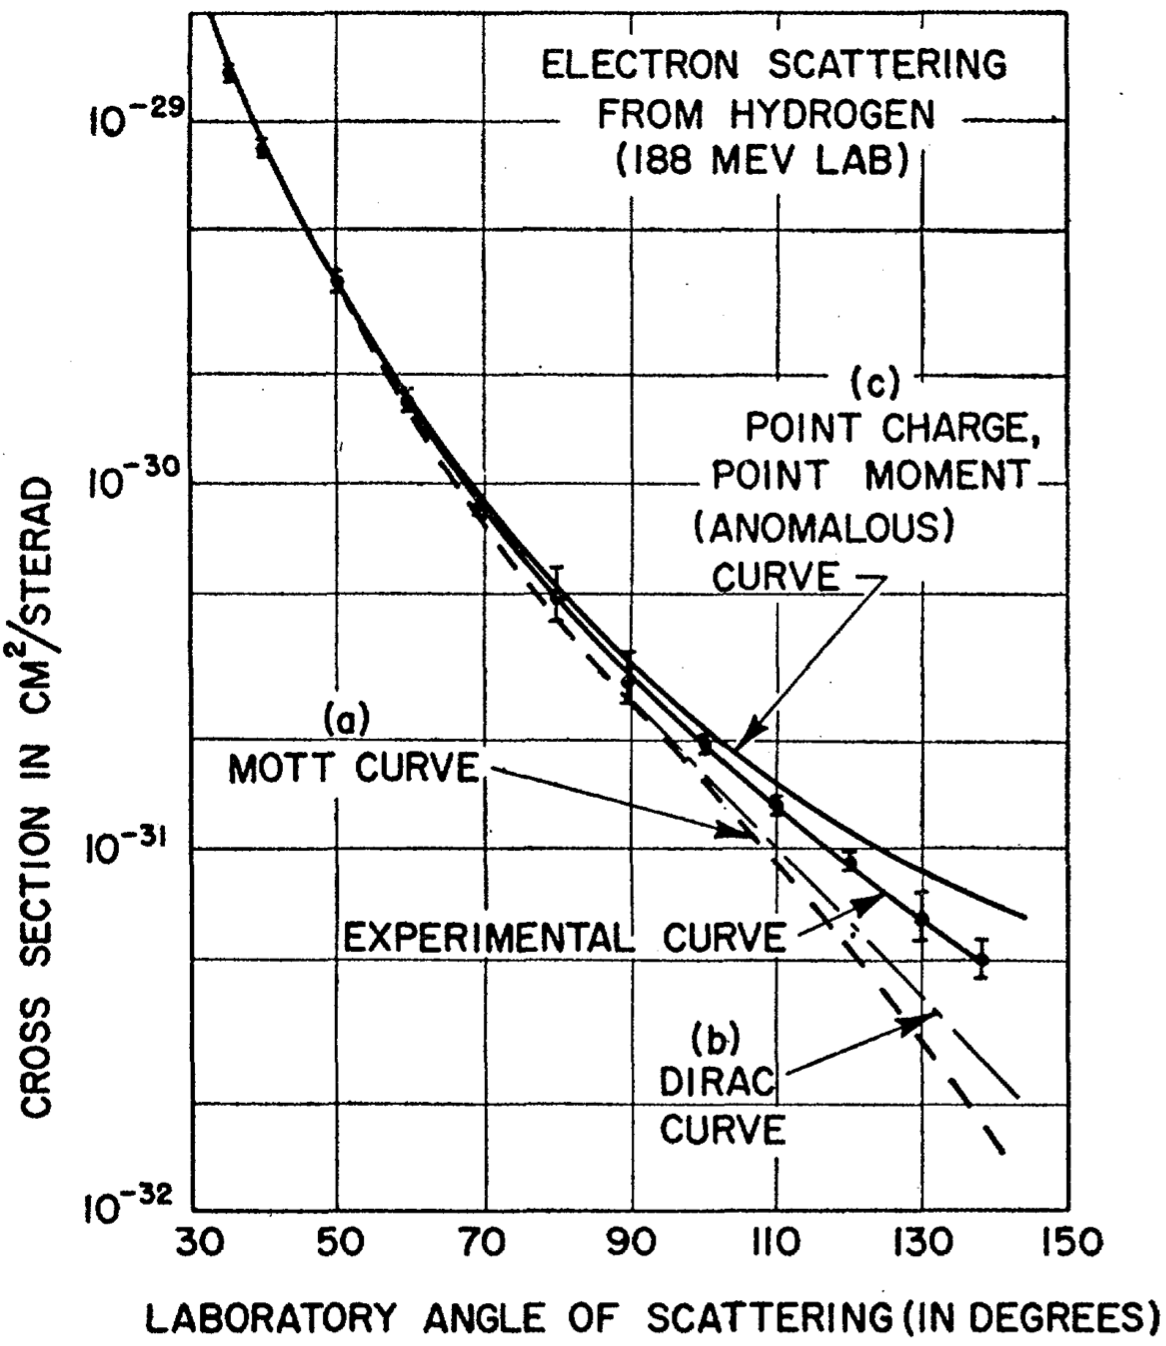 ELECTRON SCATTERING
FROM HYDROGEN
(188 MEV LAB)
10⁻²⁹
10⁻³⁰
10⁻³¹
10⁻³²
CROSS SECTION IN CM²/STERAD
(c)
POINT CHARGE,
POINT MOMENT
(ANOMALOUS)
CURVE
(a)
MOTT CURVE
EXPERIMENTAL CURVE
(b)
DIRAC
CURVE
30 50 70 90 110 130 150
LABORATORY ANGLE OF SCATTERING (IN DEGREES)